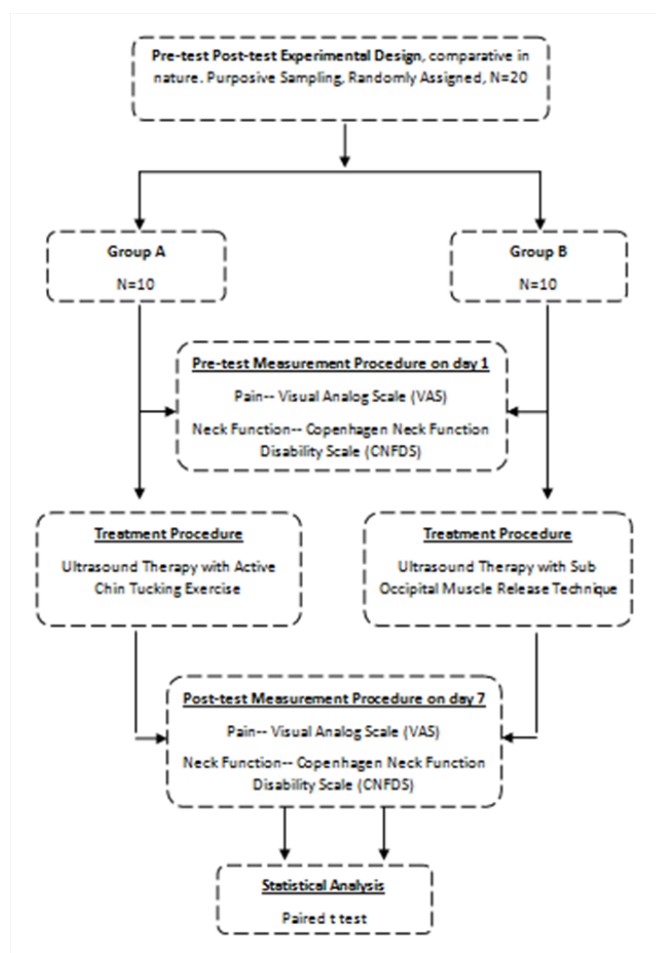 Pre-test Post-test Experimental Design, comparative in
nature. Purposive Sampling, Randomly Assigned, N=20
Group A
N=10
Group B
N=10
Pre-test Measurement Procedure on day 1
Pain-- Visual Analog Scale (VAS)
Neck Function-- Copenhagen Neck Function
Disability Scale (CNFDS)
Treatment Procedure
Ultrasound Therapy with Active
Chin Tucking Exercise
Treatment Procedure
Ultrasound Therapy with Sub
Occipital Muscle Release Technique
Post-test Measurement Procedure on day 7
Pain-- Visual Analog Scale (VAS)
Neck Function-- Copenhagen Neck Function
Disability Scale (CNFDS)
Statistical Analysis
Paired t test